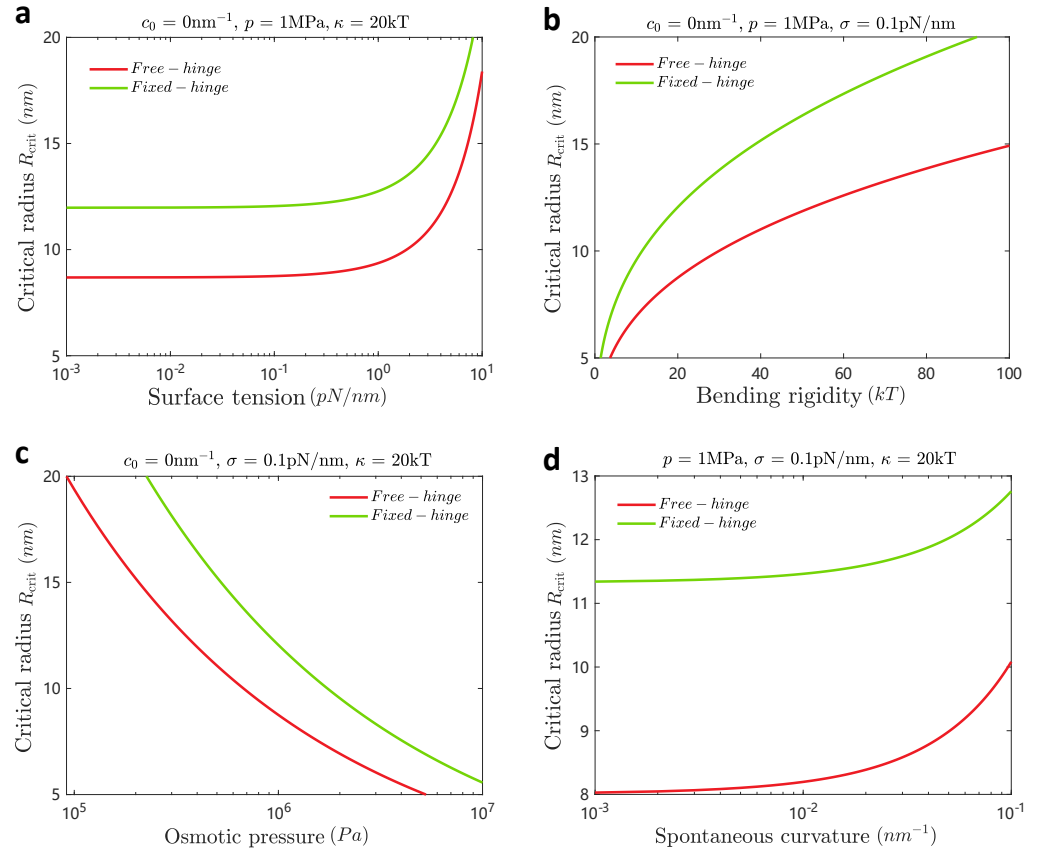 a
c₀ = 0nm⁻¹, p = 1MPa, κ = 20kT
Free − hinge
Fixed − hinge
Critical radius R_crit (nm)
20
15
10
5
10⁻³
10⁻²
10⁻¹
10⁰
10¹
Surface tension (pN/nm)
b
c₀ = 0nm⁻¹, p = 1MPa, σ = 0.1pN/nm
Free − hinge
Fixed − hinge
Critical radius R_crit (nm)
20
15
10
5
0
20
40
60
80
100
Bending rigidity (kT)
c
c₀ = 0nm⁻¹, σ = 0.1pN/nm, κ = 20kT
Free − hinge
Fixed − hinge
Critical radius R_crit (nm)
20
15
10
5
10⁵
10⁶
10⁷
Osmotic pressure (Pa)
d
p = 1MPa, σ = 0.1pN/nm, κ = 20kT
Free − hinge
Fixed − hinge
Critical radius R_crit (nm)
13
12
11
10
9
8
10⁻³
10⁻²
10⁻¹
Spontaneous curvature (nm⁻¹)